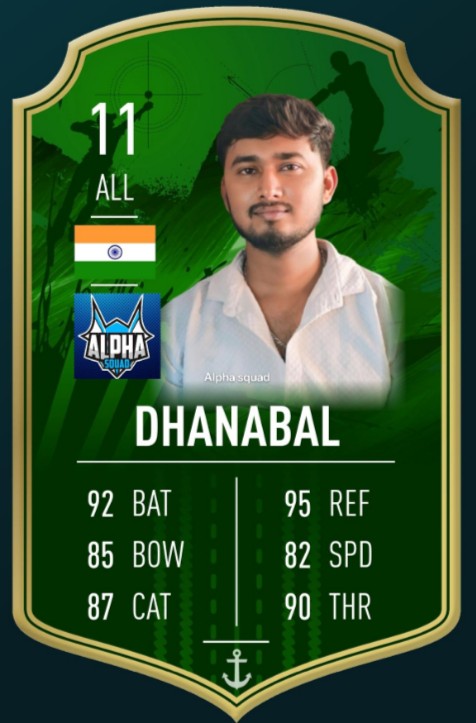 11
ALL
ALPHA
SQUAD
Alpha squad
DHANABAL
92 BAT
85 BOW
87 CAT
95 REF
82 SPD
90 THR